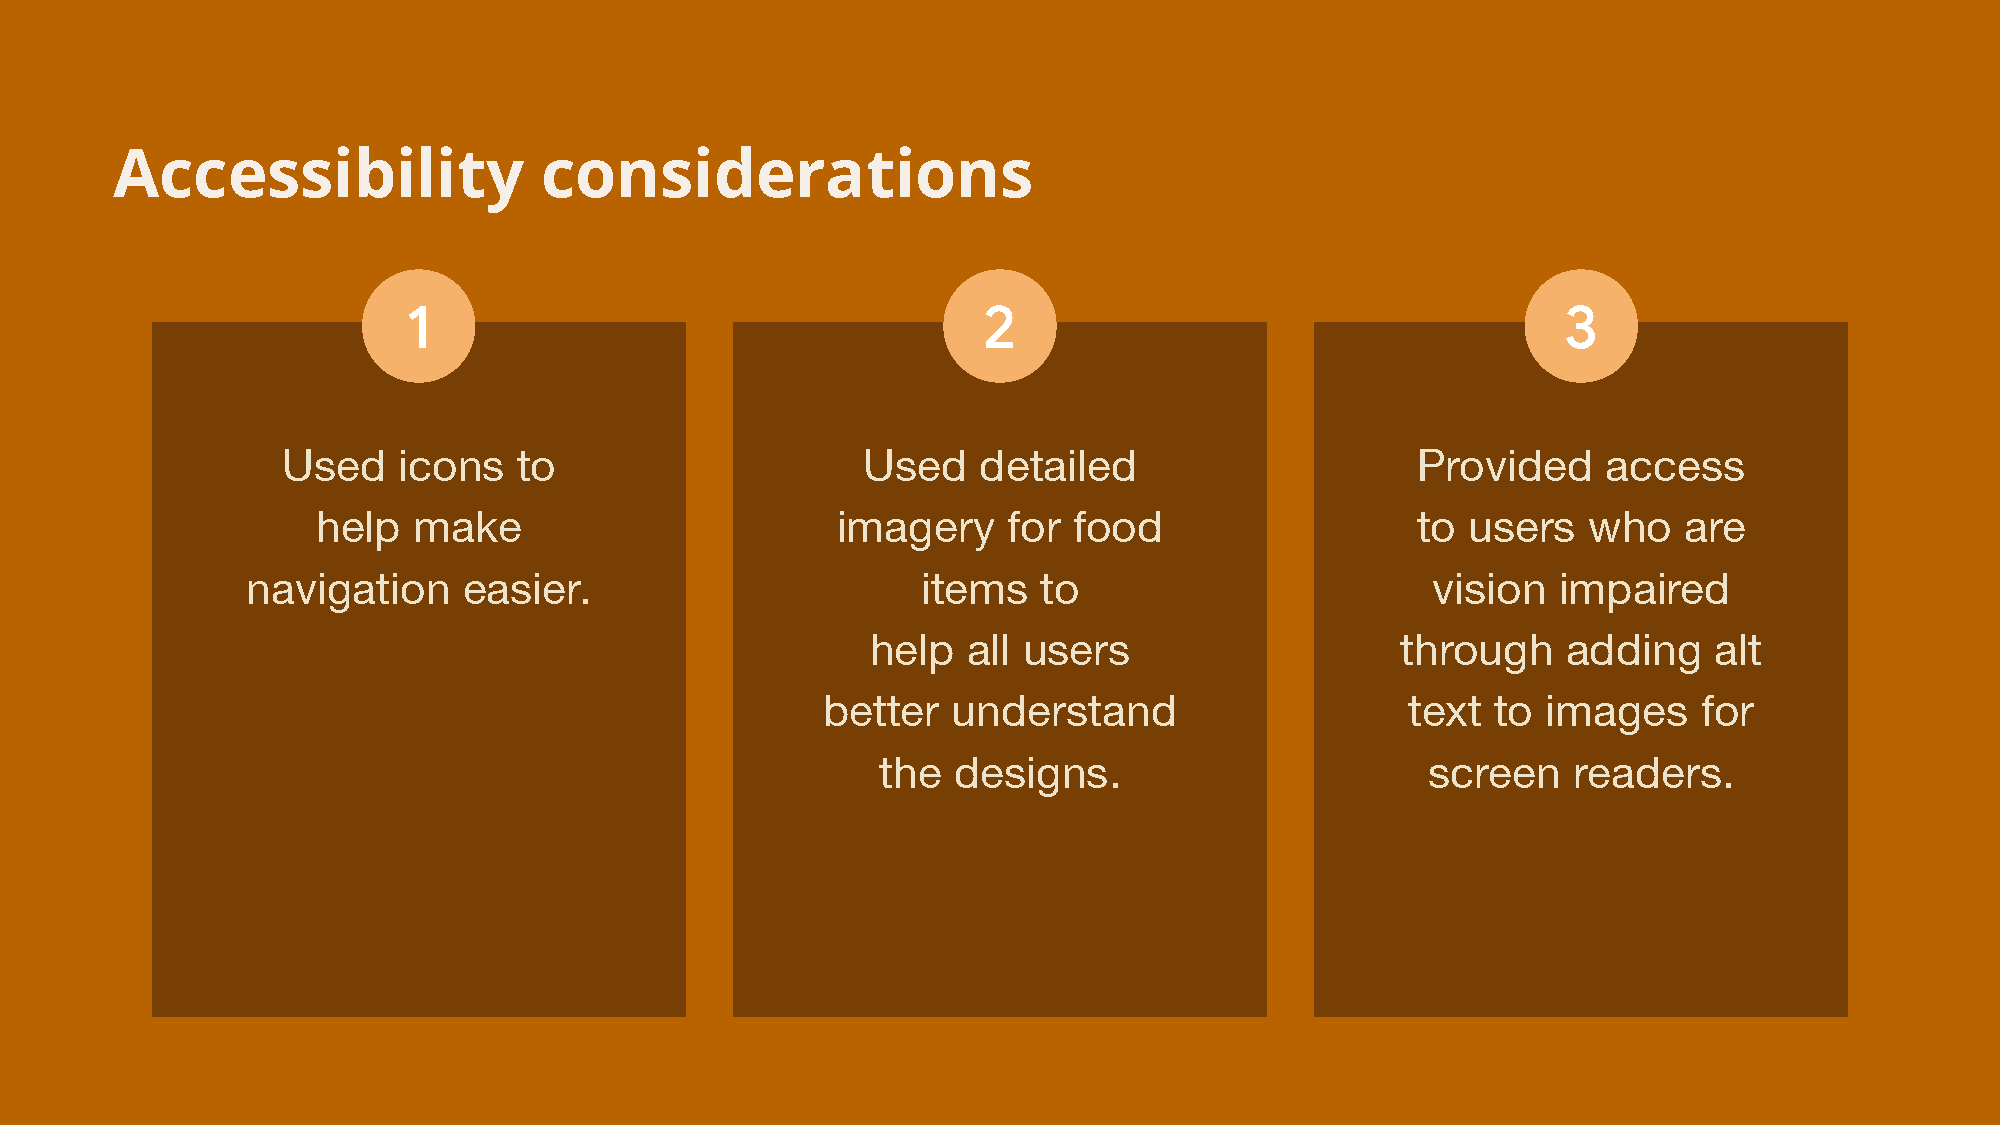 Accessibility considerations
1
Used icons to
help make
navigation easier.
2
Used detailed
imagery for food
items to
help all users
better understand
the designs.
3
Provided access
to users who are
vision impaired
through adding alt
text to images for
screen readers.